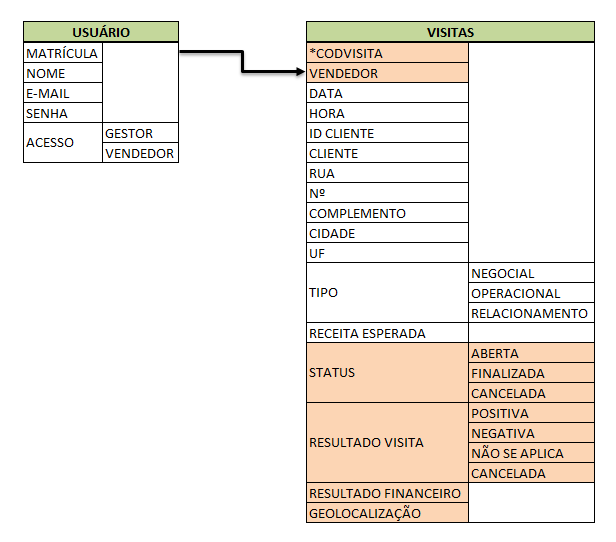 USUÁRIO
MATRÍCULA
NOME
E-MAIL
SENHA
ACESSO
GESTOR
VENDEDOR
VISITAS
*CODVISITA
VENDEDOR
DATA
HORA
ID CLIENTE
CLIENTE
RUA
Nº
COMPLEMENTO
CIDADE
UF
TIPO
NEGOCIAL
OPERACIONAL
RELACIONAMENTO
RECEITA ESPERADA
STATUS
ABERTA
FINALIZADA
CANCELADA
RESULTADO VISITA
POSITIVA
NEGATIVA
NÃO SE APLICA
CANCELADA
RESULTADO FINANCEIRO
GEOLOCALIZAÇÃO